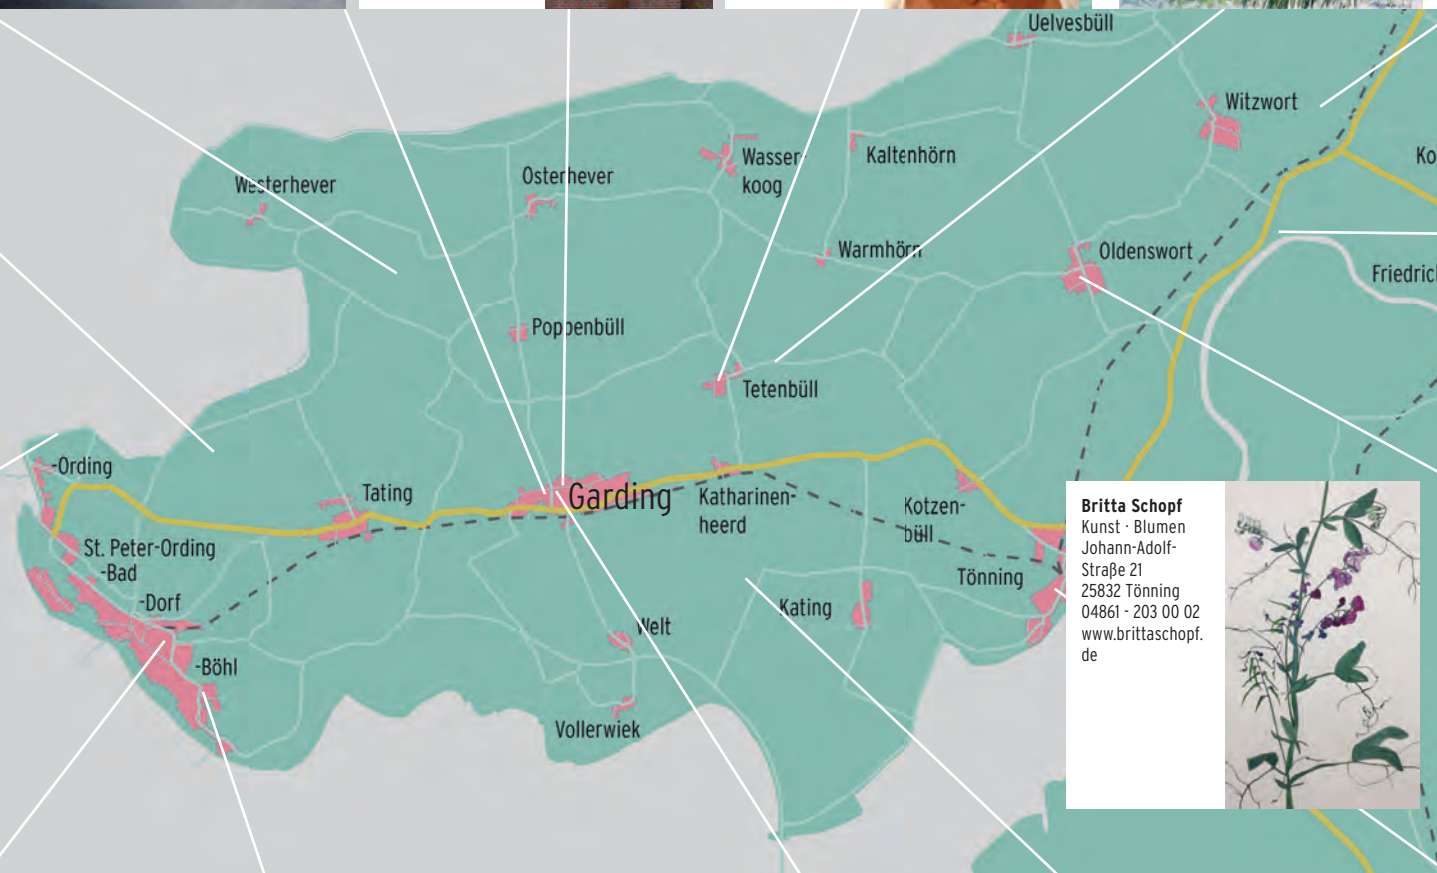 Uelvesbüll
Witzwort
Ko
Wasser-
koog
Kaltenhörn
Westerhever
Osterhever
Warmhörn
Oldenswort
Friedric
Poppenbüll
Tetenbüll
-Ording
Tating
Garding
Katharinen-
heerd
Kotzen-
büll
St. Peter-Ording
-Bad
-Dorf
Tönning
Kating
Welt
-Böhl
Vollerwiek
Britta Schopf
Kunst · Blumen
Johann-Adolf-
Straße 21
25832 Tönning
04861 - 203 00 02
www.brittaschopf.
de